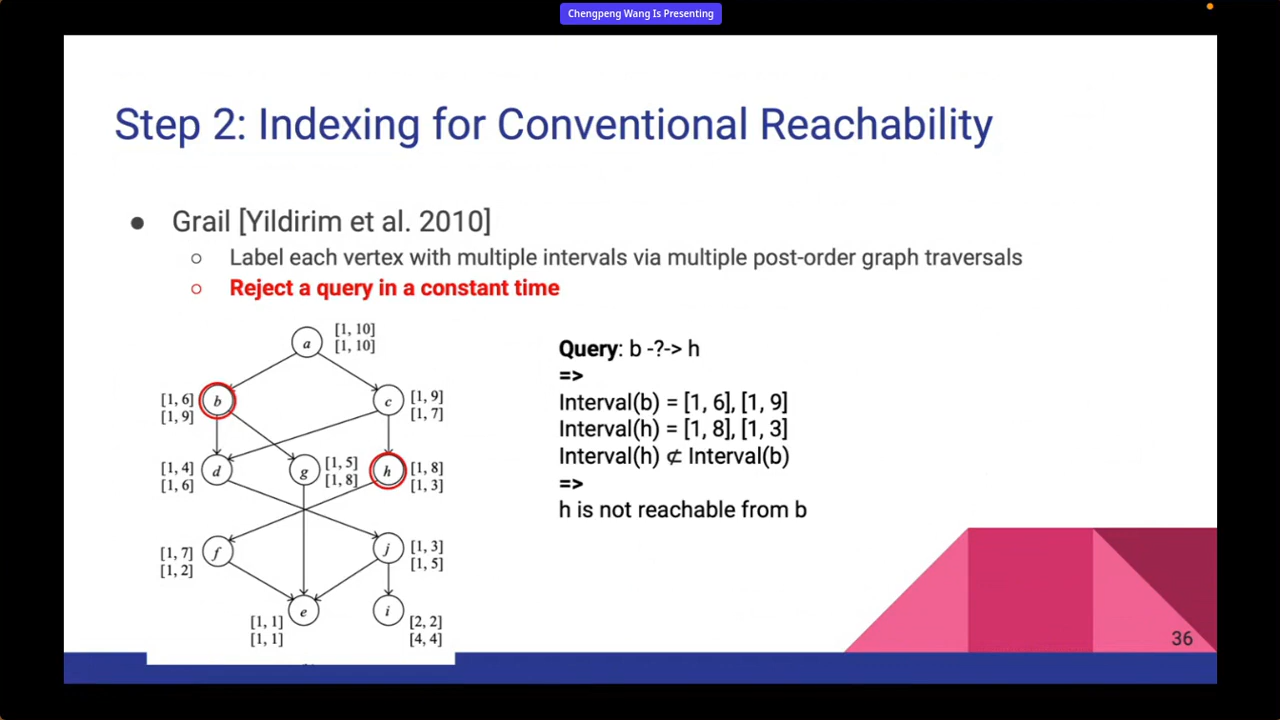 Chengpeng Wang Is Presenting
Step 2: Indexing for Conventional Reachability
● Grail [Yildirim et al. 2010]
○ Label each vertex with multiple intervals via multiple post-order graph traversals
○ Reject a query in a constant time
a [1, 10]
[1, 10]
[1, 6] b
[1, 9]
c [1, 9]
[1, 7]
[1, 4] d
[1, 6]
g [1, 5]
[1, 8]
h [1, 8]
[1, 3]
[1, 7] f
[1, 2]
j [1, 3]
[1, 5]
e
[1, 1]
[1, 1]
i
[2, 2]
[4, 4]
Query: b -?-> h
=>
Interval(b) = [1, 6], [1, 9]
Interval(h) = [1, 8], [1, 3]
Interval(h) ⊄ Interval(b)
=>
h is not reachable from b
36